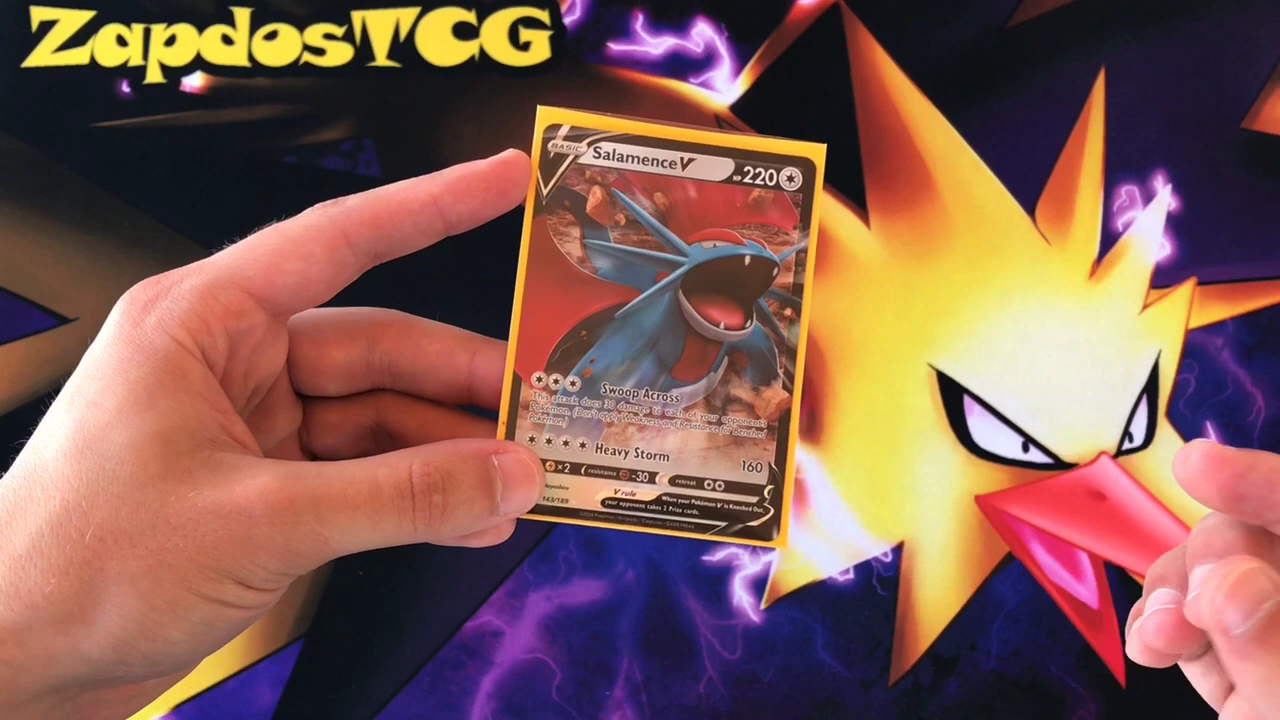 ZapdosTCG
BASIC
Salamence V
HP 220
Swoop Across
This attack does 30 damage to each of your opponent's
Pokémon. (Don't apply Weakness and Resistance for Benched
Pokémon.)
Heavy Storm 160
×2 resistance -30 retreat
143/189
V rule When your Pokémon V is Knocked Out,
your opponent takes 2 Prize cards.